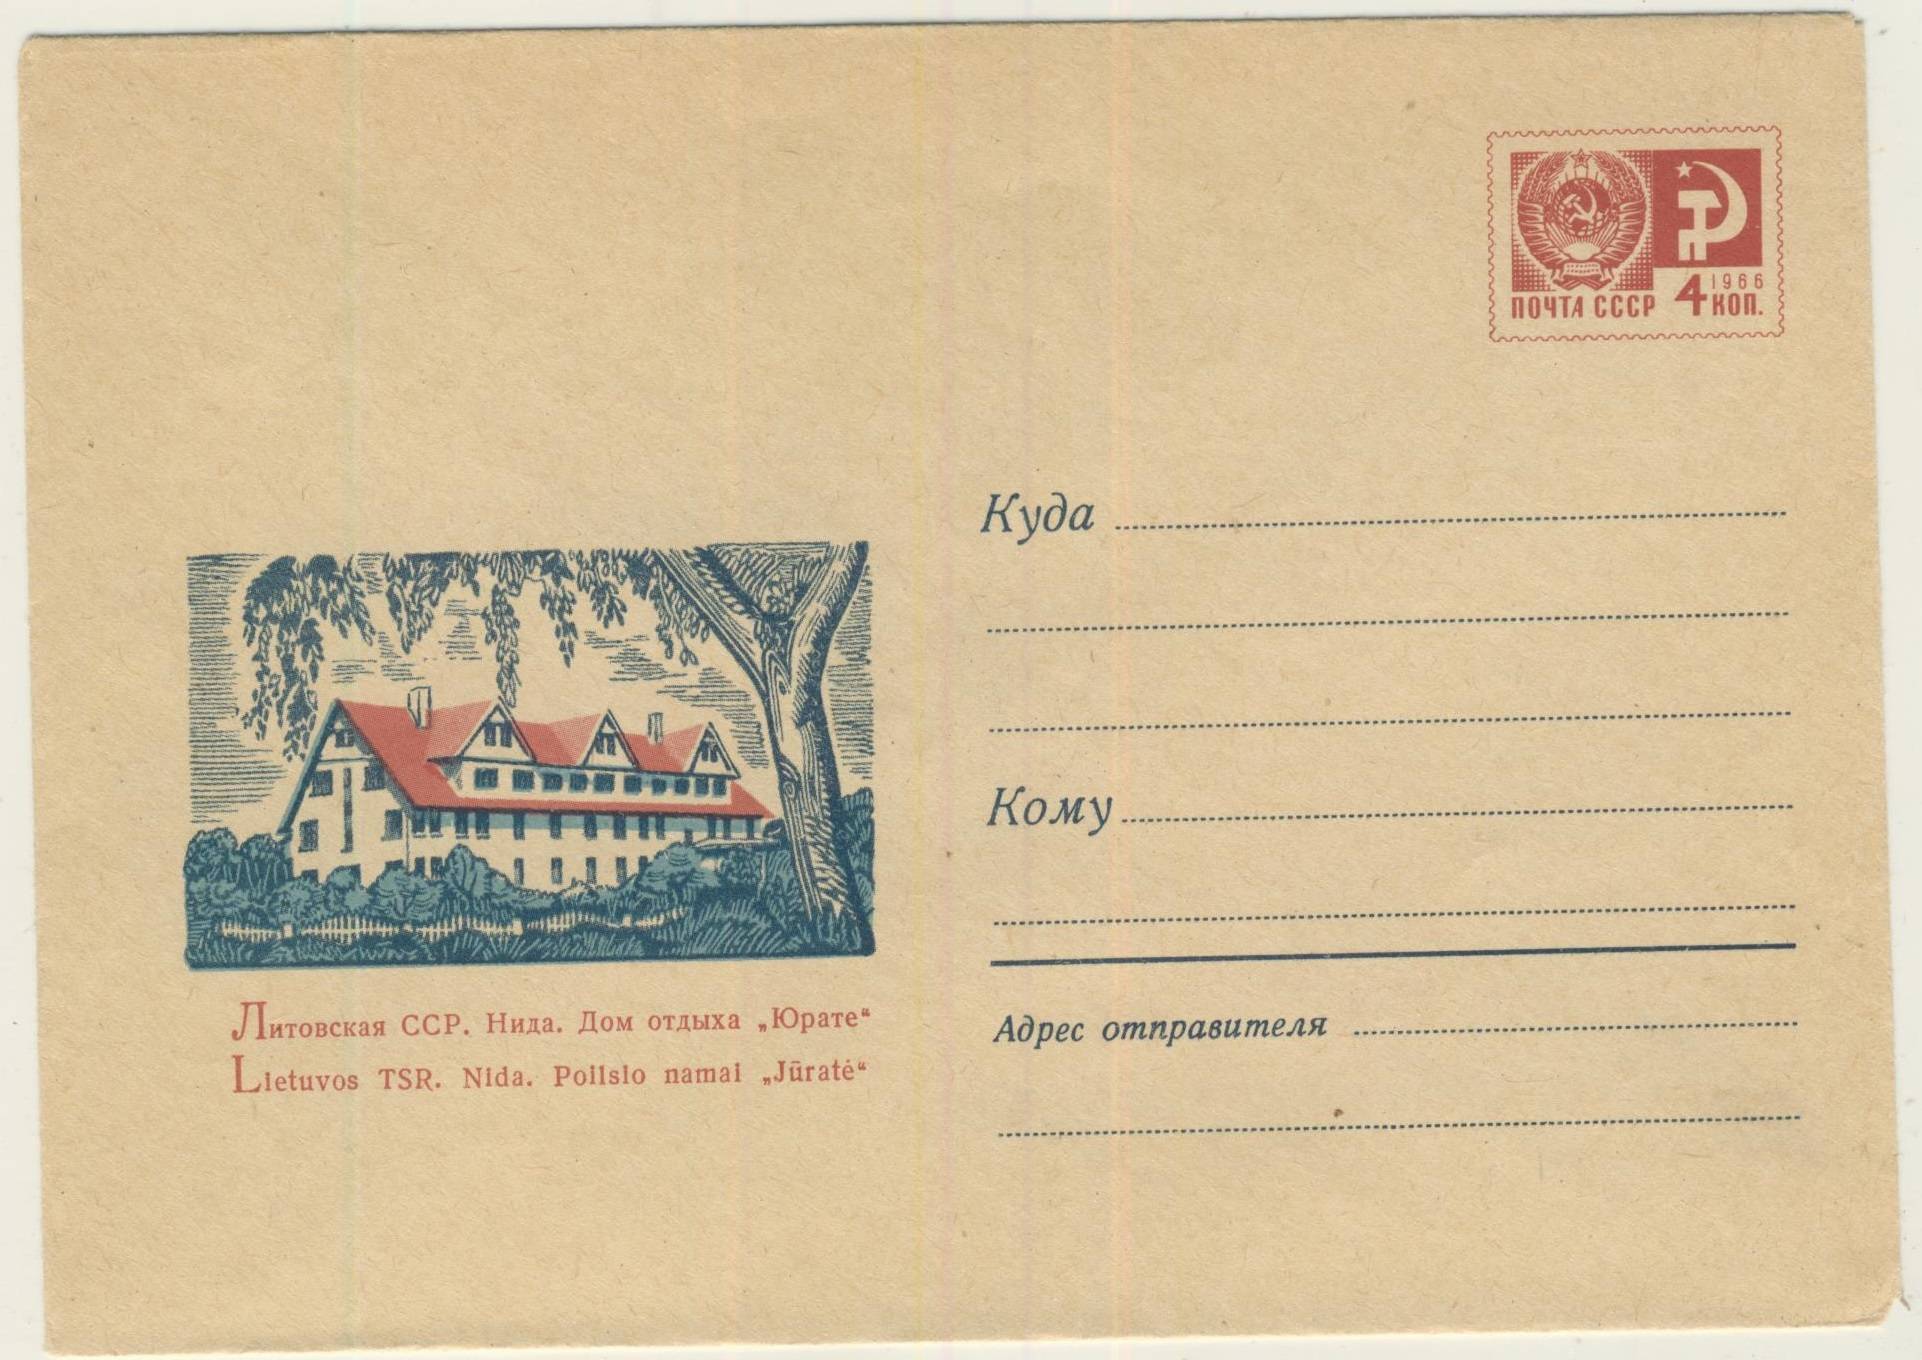 1966
ПОЧТА СССР 4 КОП.
Куда
Кому
Литовская ССР. Нида. Дом отдыха „Юрате“
Lietuvos TSR. Nida. Poilsio namai „Jūratė“
Адрес отправителя